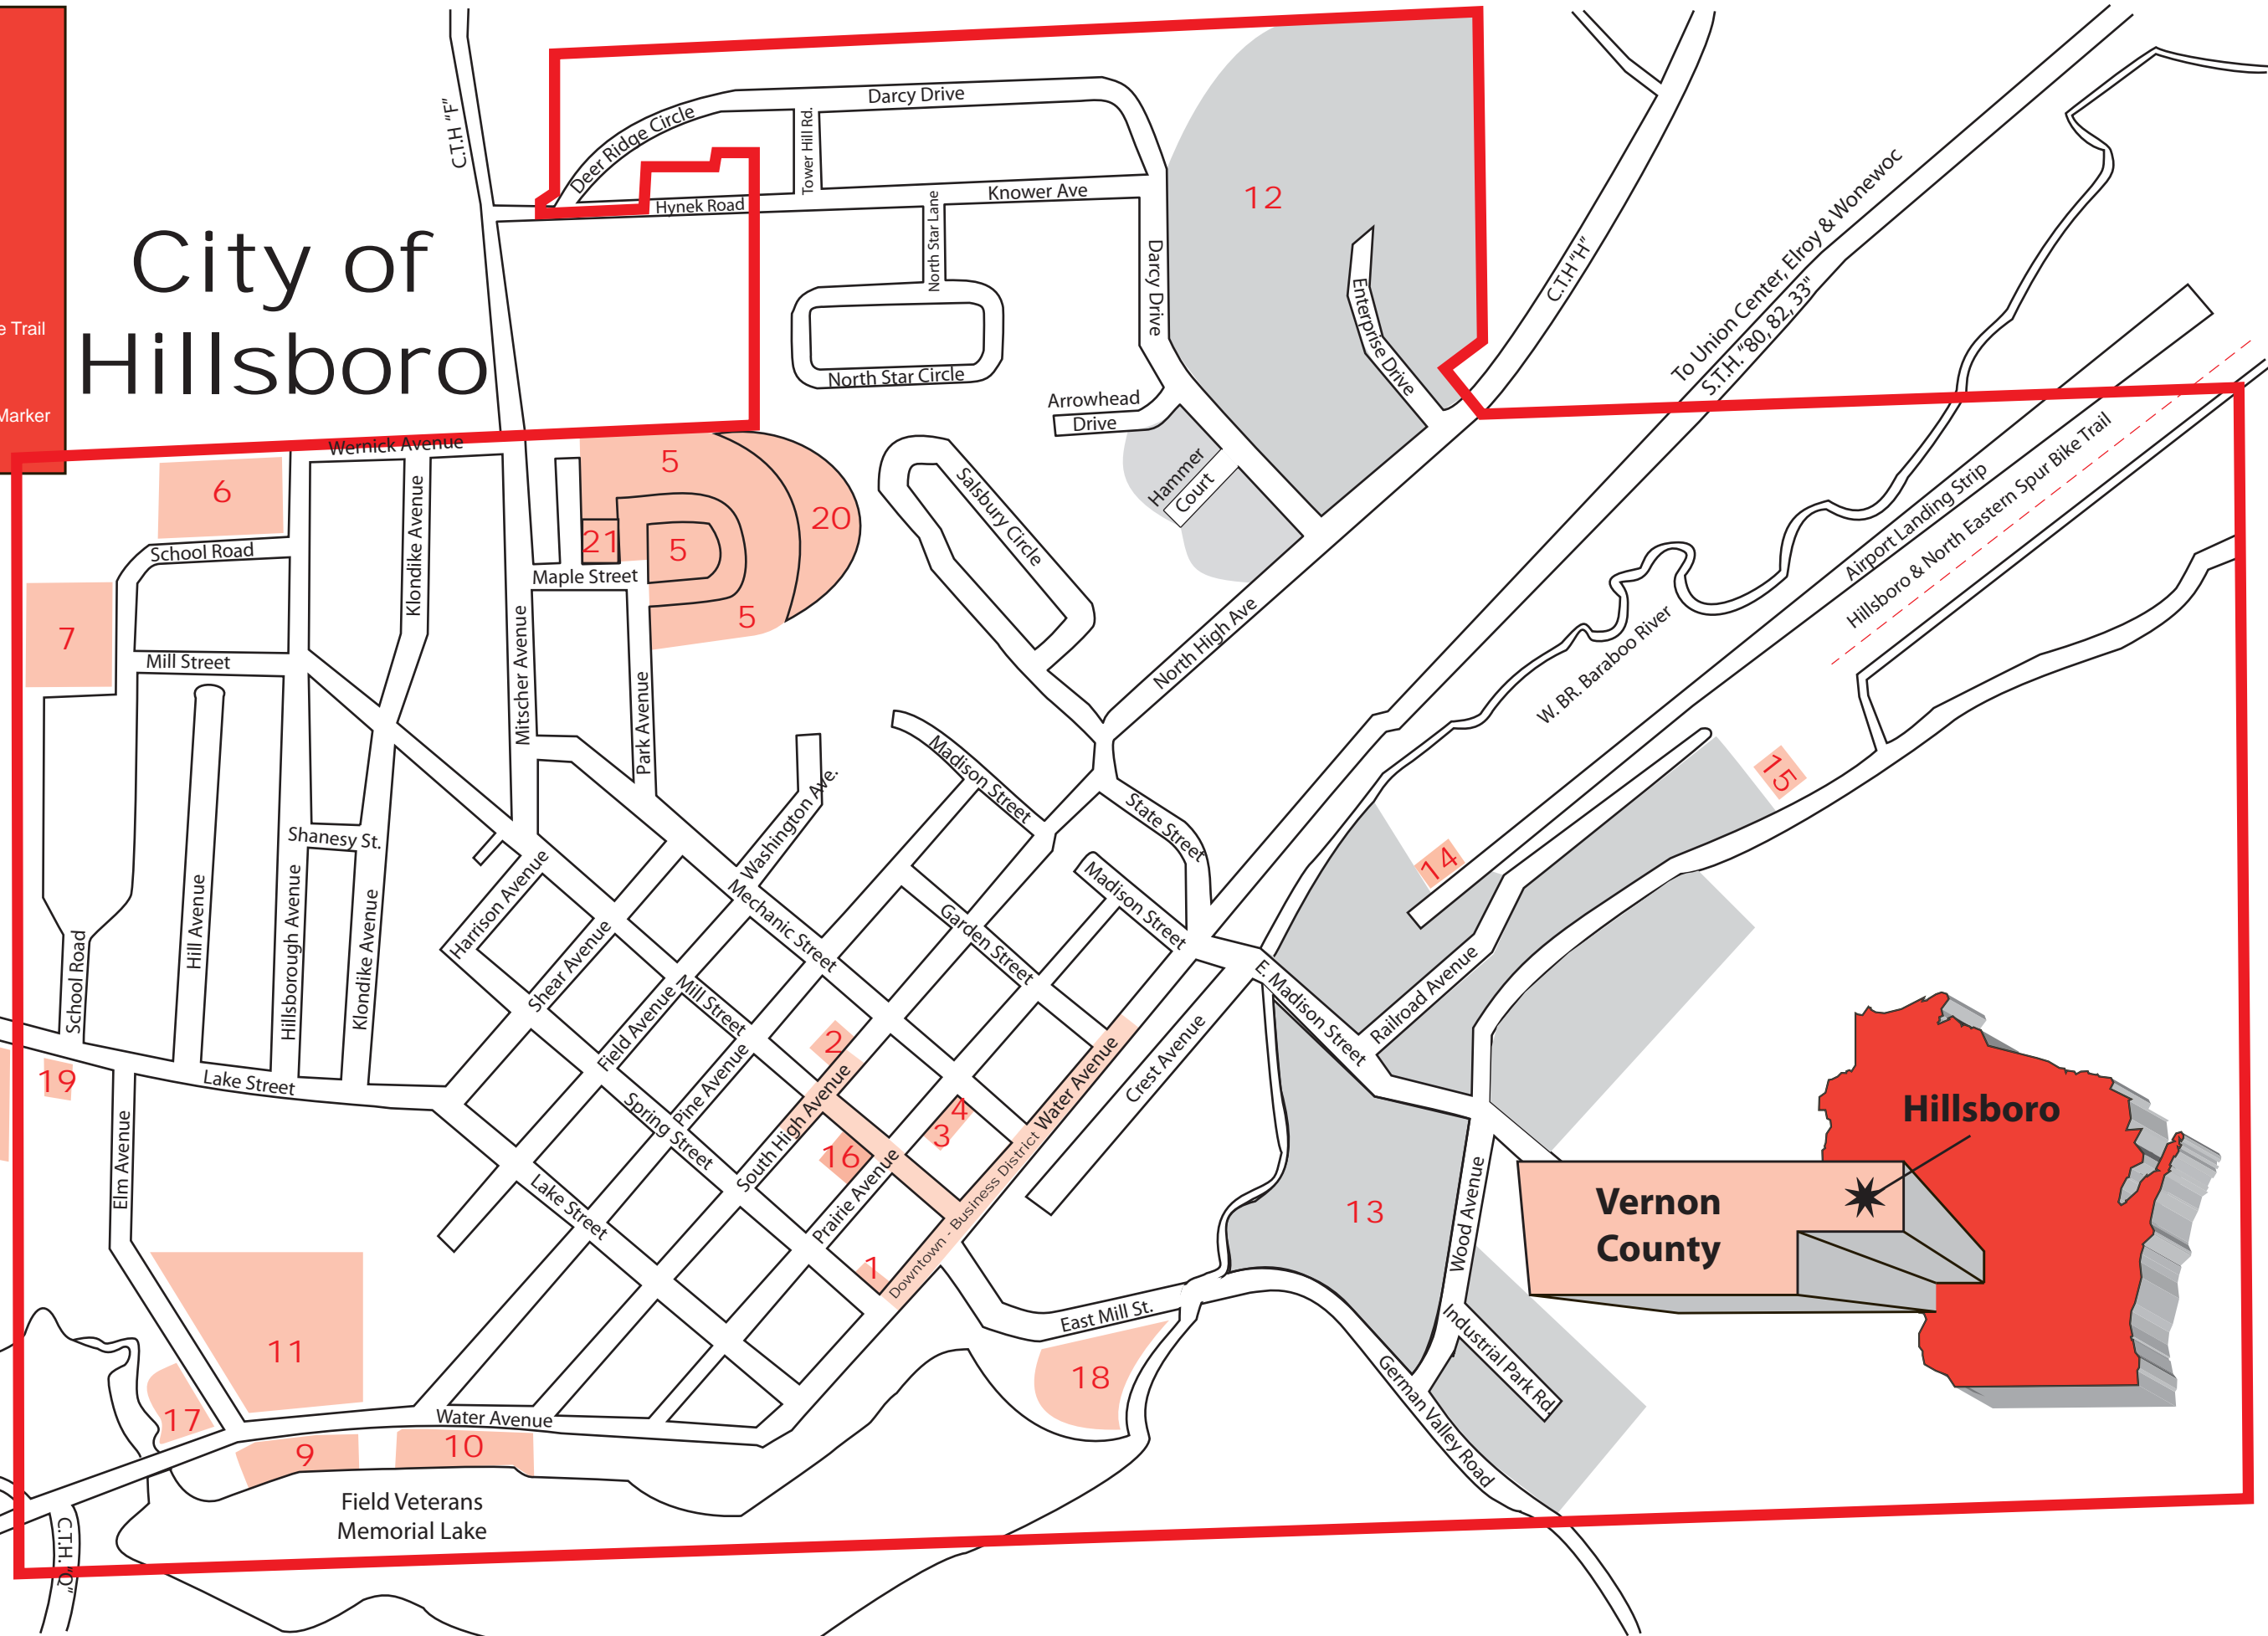 City of
Hillsboro
e Trail
Marker
C.T.H "F"
Deer Ridge Circle
Darcy Drive
Tower Hill Rd.
Hynek Road
Knower Ave
North Star Lane
North Star Circle
Darcy Drive
12
Enterprise Drive
C.T.H "H"
To Union Center, Elroy & Wonewoc
S.T.H. "80, 82, 33"
Arrowhead
Drive
Hammer
Court
Wernick Avenue
6
School Road
7
Mill Street
Klondike Avenue
Mitscher Avenue
5
20
21
5
Maple Street
5
Park Avenue
Salsbury Circle
North High Ave
W. BR. Baraboo River
Airport Landing Strip
Hillsboro & North Eastern Spur Bike Trail
Madison Street
Washington Ave.
State Street
15
14
Shanesy St.
Hill Avenue
Hillsborough Avenue
Klondike Avenue
School Road
Harrison Avenue
Shear Avenue
Mechanic Street
Garden Street
Madison Street
E. Madison Street
Railroad Avenue
Field Avenue
Mill Street
Pine Avenue
2
South High Avenue
Water Avenue
Crest Avenue
19
Lake Street
Elm Avenue
Spring Street
4
3
16
Prairie Avenue
Downtown - Business District
1
Lake Street
13
Wood Avenue
Hillsboro
Vernon
County
East Mill St.
18
Industrial Park Rd.
German Valley Road
11
17
Water Avenue
9
10
Field Veterans
Memorial Lake
C.T.H. "Q"